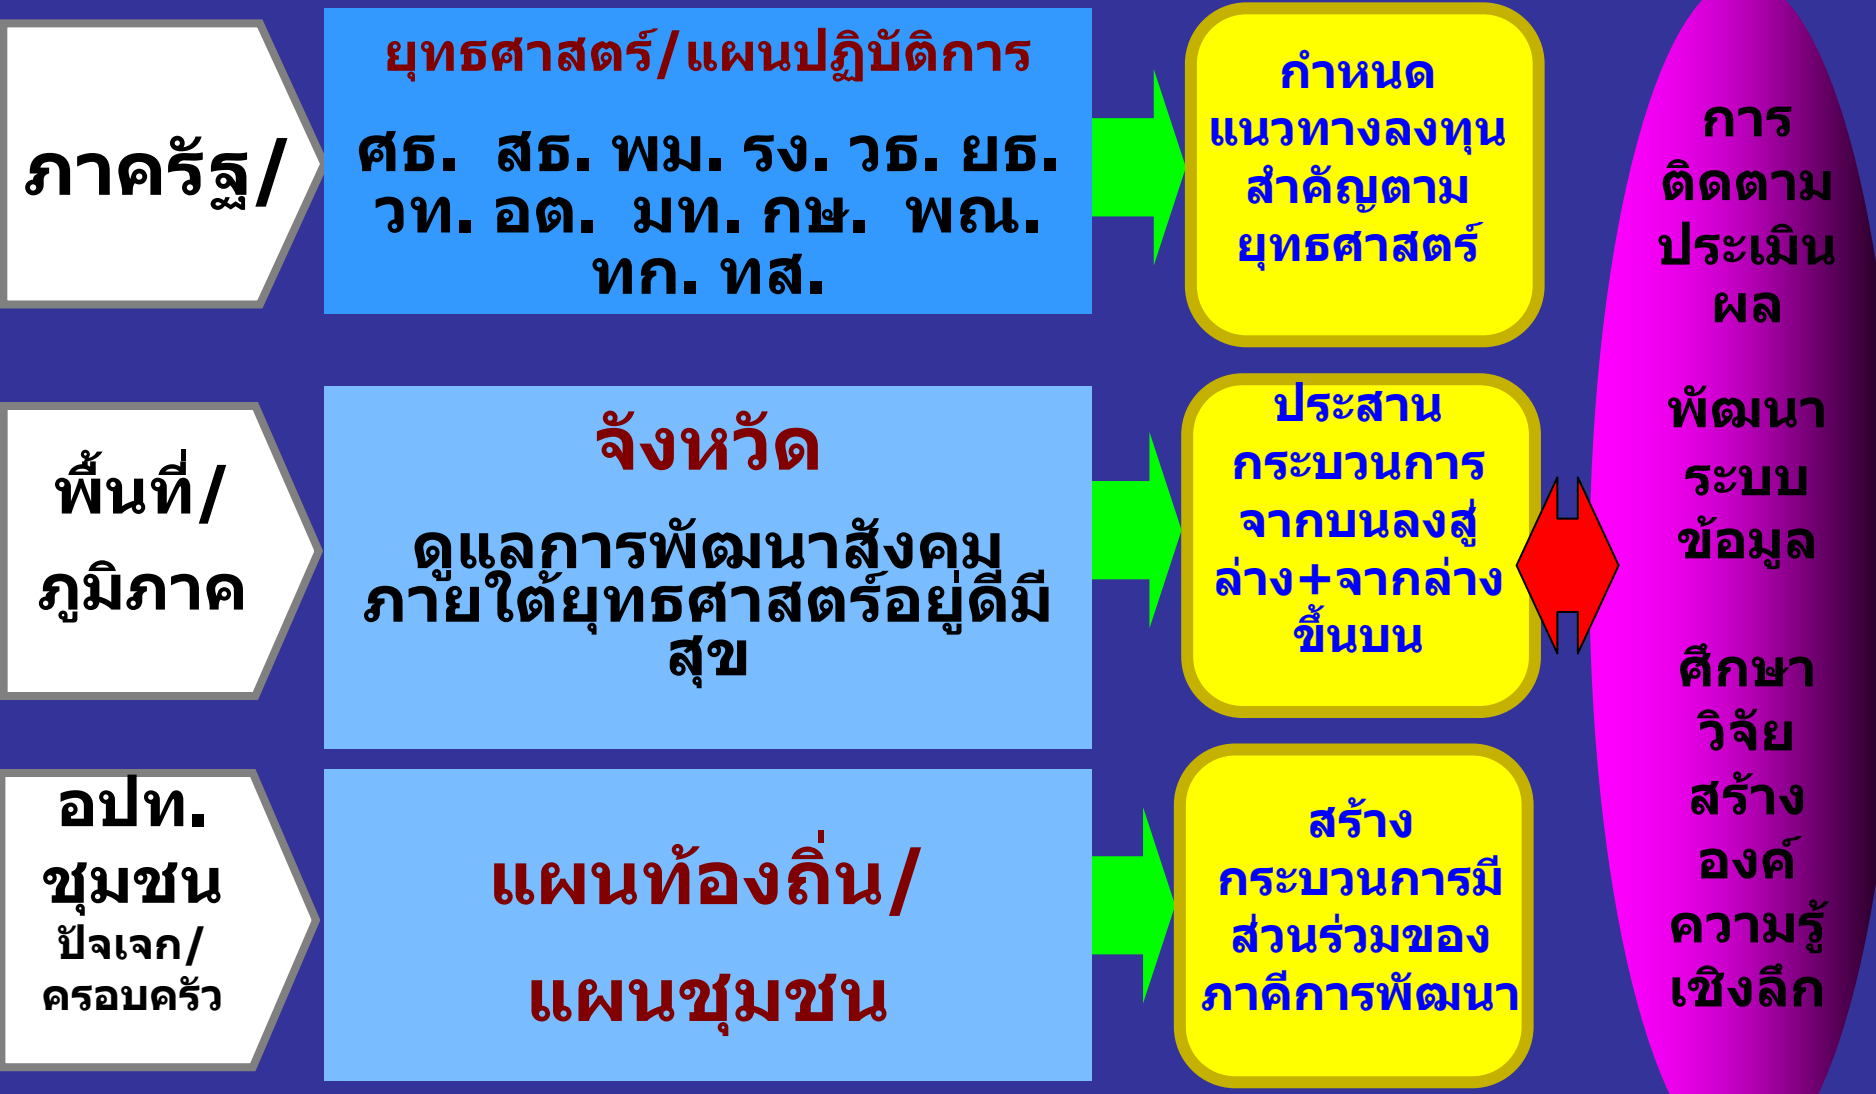 ภาครัฐ/
ยุทธศาสตร์/แผนปฏิบัติการ
ศธ. สธ. พม. รง. วธ. ยธ.
วท. อต. มท. กษ. พณ.
ทก. ทส.
กำหนด
แนวทางลงทุน
สำคัญตาม
ยุทธศาสตร์
พื้นที่/
ภูมิภาค
จังหวัด
ดูแลการพัฒนาสังคม
ภายใต้ยุทธศาสตร์อยู่ดีมี
สุข
ประสาน
กระบวนการ
จากบนลงสู่
ล่าง+จากล่าง
ขึ้นบน
อปท.
ชุมชน
ปัจเจก/
ครอบครัว
แผนท้องถิ่น/
แผนชุมชน
สร้าง
กระบวนการมี
ส่วนร่วมของ
ภาคีการพัฒนา
การ
ติดตาม
ประเมิน
ผล
พัฒนา
ระบบ
ข้อมูล
ศึกษา
วิจัย
สร้าง
องค์
ความรู้
เชิงลึก